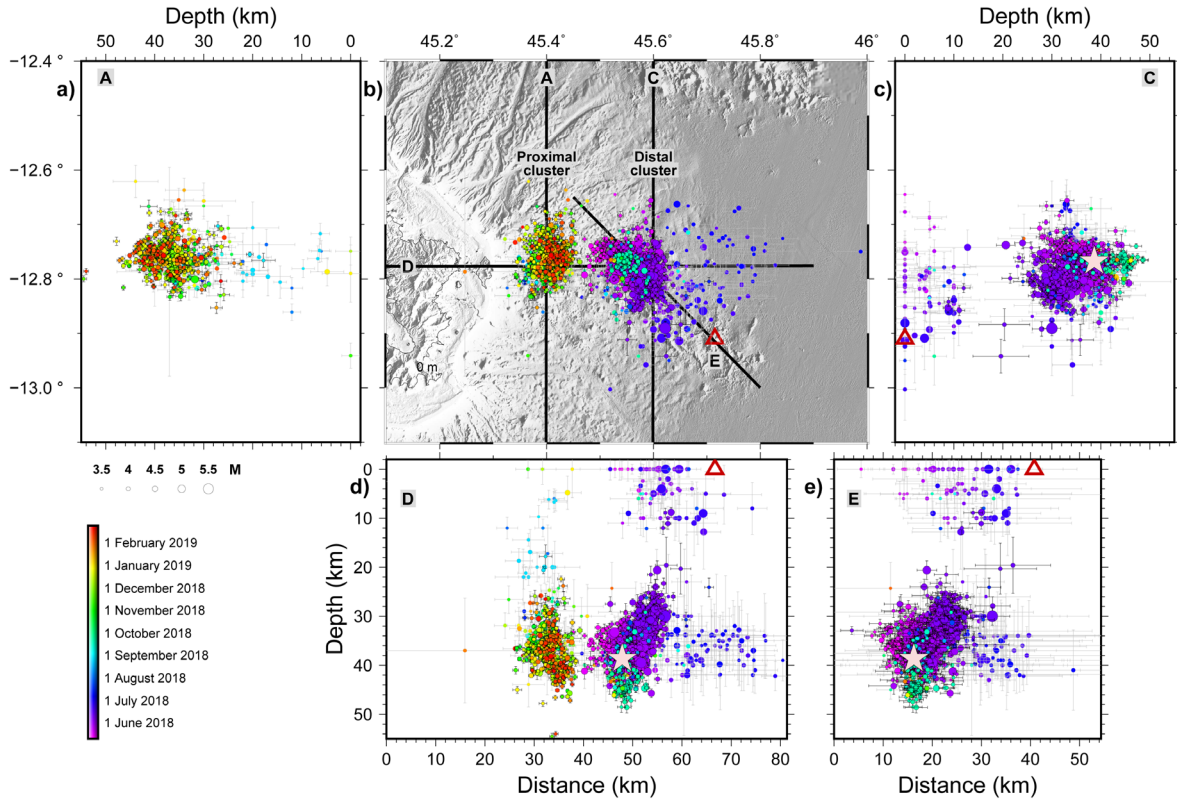 Depth (km)
50 40 30 20 10 0
45.2° 45.4° 45.6° 45.8° 46°
Depth (km)
0 10 20 30 40 50
−12.4°
−12.6°
−12.8°
−13.0°
a)
A
b)
A
C
Proximal
cluster
Distal
cluster
D
E
0 m
c)
C
3.5 4 4.5 5 5.5 M
1 February 2019
1 January 2019
1 December 2018
1 November 2018
1 October 2018
1 September 2018
1 August 2018
1 July 2018
1 June 2018
d)
D
Depth (km)
0
10
20
30
40
50
0 10 20 30 40 50 60 70 80
Distance (km)
e)
E
0 10 20 30 40 50
Distance (km)